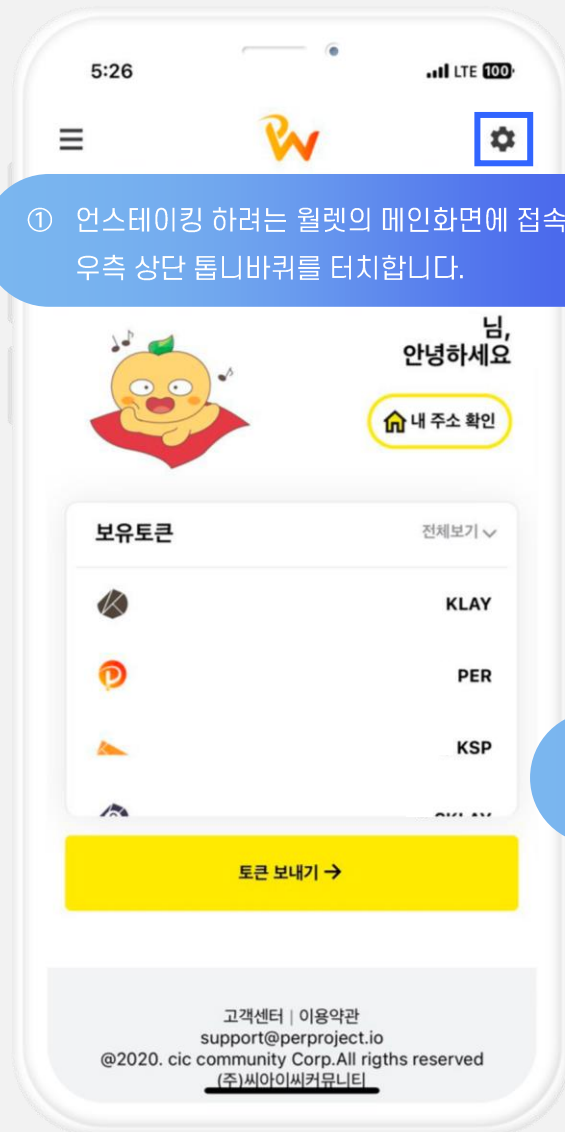 5:26
LTE 100
① 언스테이킹 하려는 월렛의 메인화면에 접속
우측 상단 톱니바퀴를 터치합니다.
님,
안녕하세요
내 주소 확인
보유토큰 전체보기
KLAY
PER
KSP
토큰 보내기 →
고객센터 | 이용약관
support@perproject.io
@2020. cic community Corp.All rigths reserved
(주)씨아이씨커뮤니티